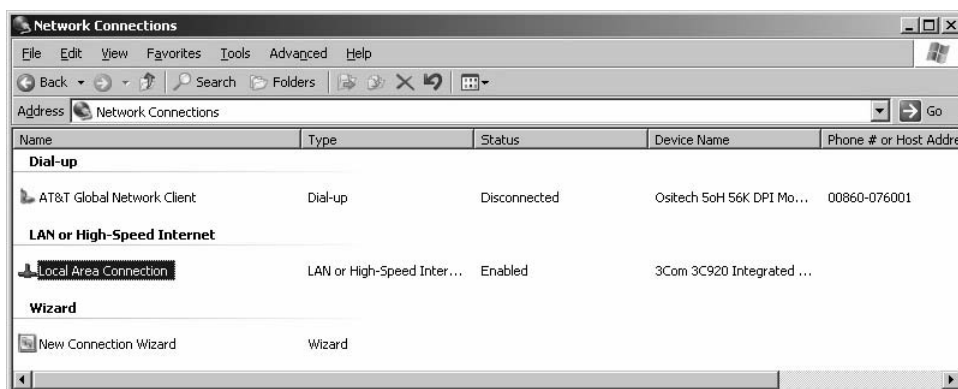 Network Connections
File Edit View Favorites Tools Advanced Help
Back Search Folders
Address Network Connections Go
Name Type Status Device Name Phone # or Host Addre
Dial-up
AT&T Global Network Client Dial-up Disconnected Ositech 5oH 56K DPI Mo... 00860-076001
LAN or High-Speed Internet
Local Area Connection LAN or High-Speed Inter... Enabled 3Com 3C920 Integrated ...
Wizard
New Connection Wizard Wizard